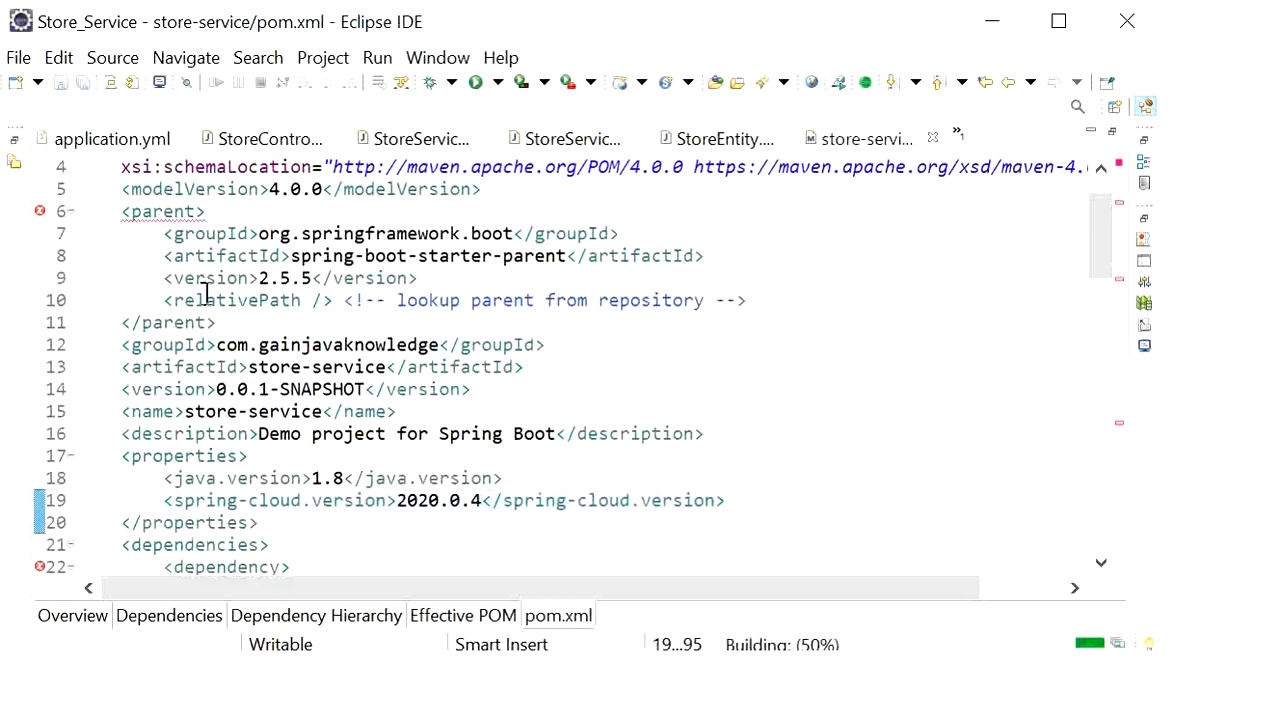 Store_Service - store-service/pom.xml - Eclipse IDE
File Edit Source Navigate Search Project Run Window Help
application.yml StoreContro... StoreServic... StoreServic... StoreEntity.... store-servi... »1
4 xsi:schemaLocation="http://maven.apache.org/POM/4.0.0 https://maven.apache.org/xsd/maven-4.
5 <modelVersion>4.0.0</modelVersion>
6 <parent>
7 <groupId>org.springframework.boot</groupId>
8 <artifactId>spring-boot-starter-parent</artifactId>
9 <version>2.5.5</version>
10 <relativePath /> <!-- lookup parent from repository -->
11 </parent>
12 <groupId>com.gainjavaknowledge</groupId>
13 <artifactId>store-service</artifactId>
14 <version>0.0.1-SNAPSHOT</version>
15 <name>store-service</name>
16 <description>Demo project for Spring Boot</description>
17 <properties>
18 <java.version>1.8</java.version>
19 <spring-cloud.version>2020.0.4</spring-cloud.version>
20 </properties>
21 <dependencies>
22 <dependency>
Overview Dependencies Dependency Hierarchy Effective POM pom.xml
Writable Smart Insert 19...95 Building: (50%)